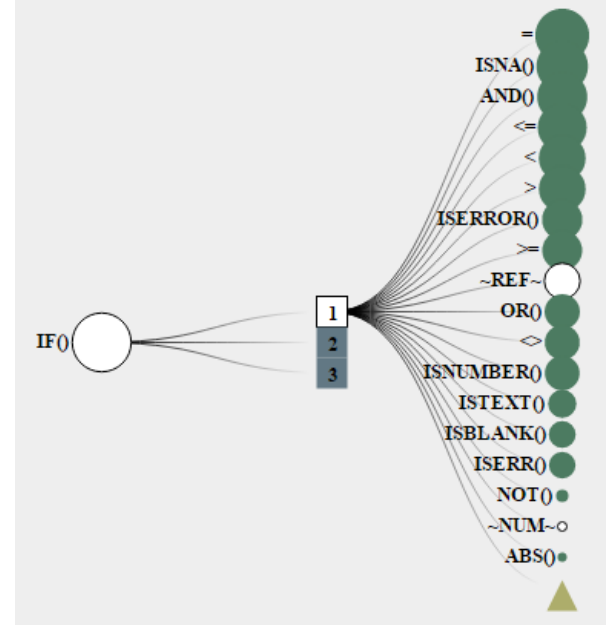 =
ISNA()
AND()
<=
<
>
ISERROR()
>=
~REF~
OR()
<>
ISNUMBER()
ISTEXT()
ISBLANK()
ISERR()
NOT()
~NUM~
ABS()
IF()
1
2
3